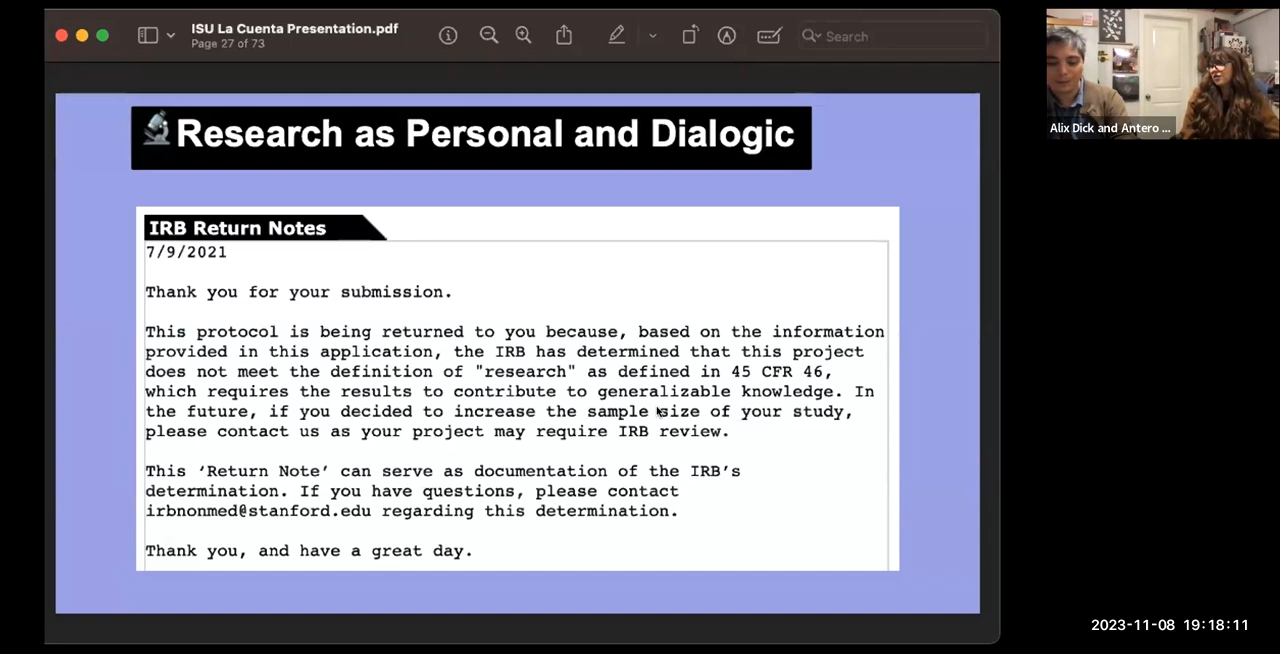 ISU La Cuenta Presentation.pdf
Page 27 of 73
Search
Research as Personal and Dialogic
IRB Return Notes
7/9/2021
Thank you for your submission.
This protocol is being returned to you because, based on the information
provided in this application, the IRB has determined that this project
does not meet the definition of "research" as defined in 45 CFR 46,
which requires the results to contribute to generalizable knowledge. In
the future, if you decided to increase the sample size of your study,
please contact us as your project may require IRB review.
This ‘Return Note’ can serve as documentation of the IRB’s
determination. If you have questions, please contact
irbnonmed@stanford.edu regarding this determination.
Thank you, and have a great day.
Alix Dick and Antero ...
2023-11-08 19:18:11